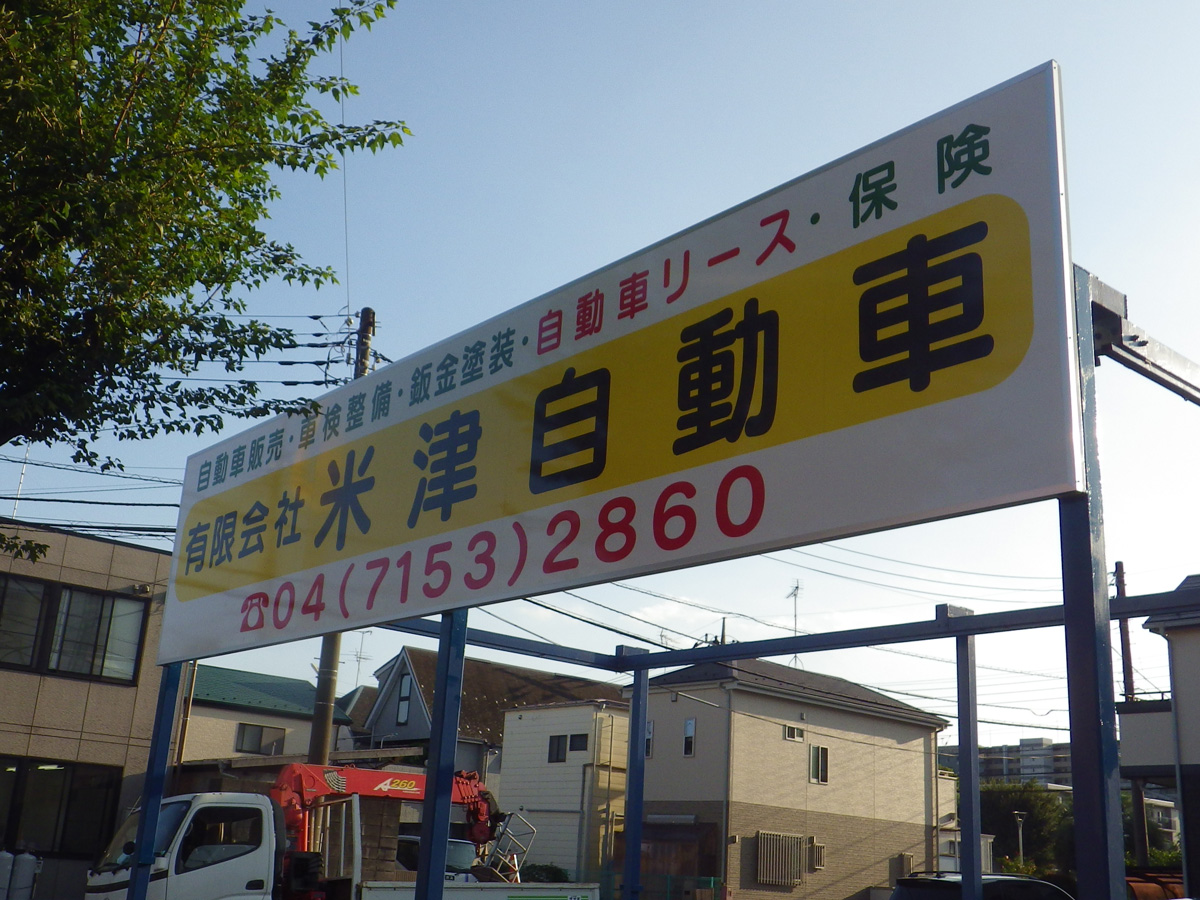 自動車販売・車検整備・鈑金塗装・自動車リース・保険
有限会社 米津自動車
☎04(7153)2860
A260